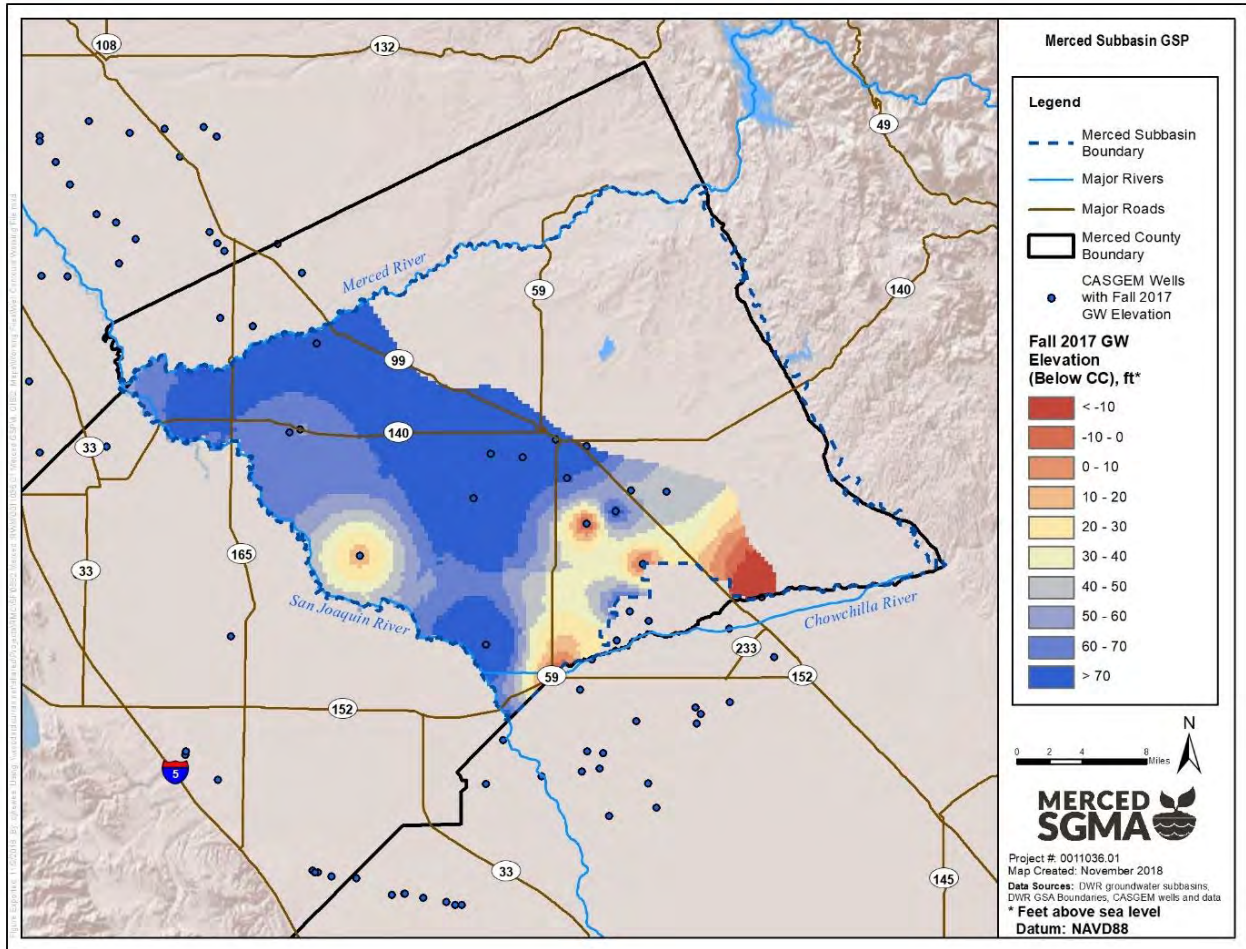 Merced Subbasin GSP
Legend
Merced Subbasin
Boundary
Major Rivers
Major Roads
Merced County
Boundary
CASGEM Wells
with Fall 2017
GW Elevation
Fall 2017 GW
Elevation
(Below CC), ft*
< -10
-10 - 0
0 - 10
10 - 20
20 - 30
30 - 40
40 - 50
50 - 60
60 - 70
> 70
N
0 2 4 8
Miles
MERCED
SGMA
Project #: 0011036.01
Map Created: November 2018
Data Sources: DWR groundwater subbasins,
DWR GSA Boundaries, CASGEM wells and data
* Feet above sea level
Datum: NAVD88
108
132
49
Merced River
59
140
99
140
33
165
33
San Joaquin River
Chowchilla River
233
59
152
152
5
33
145